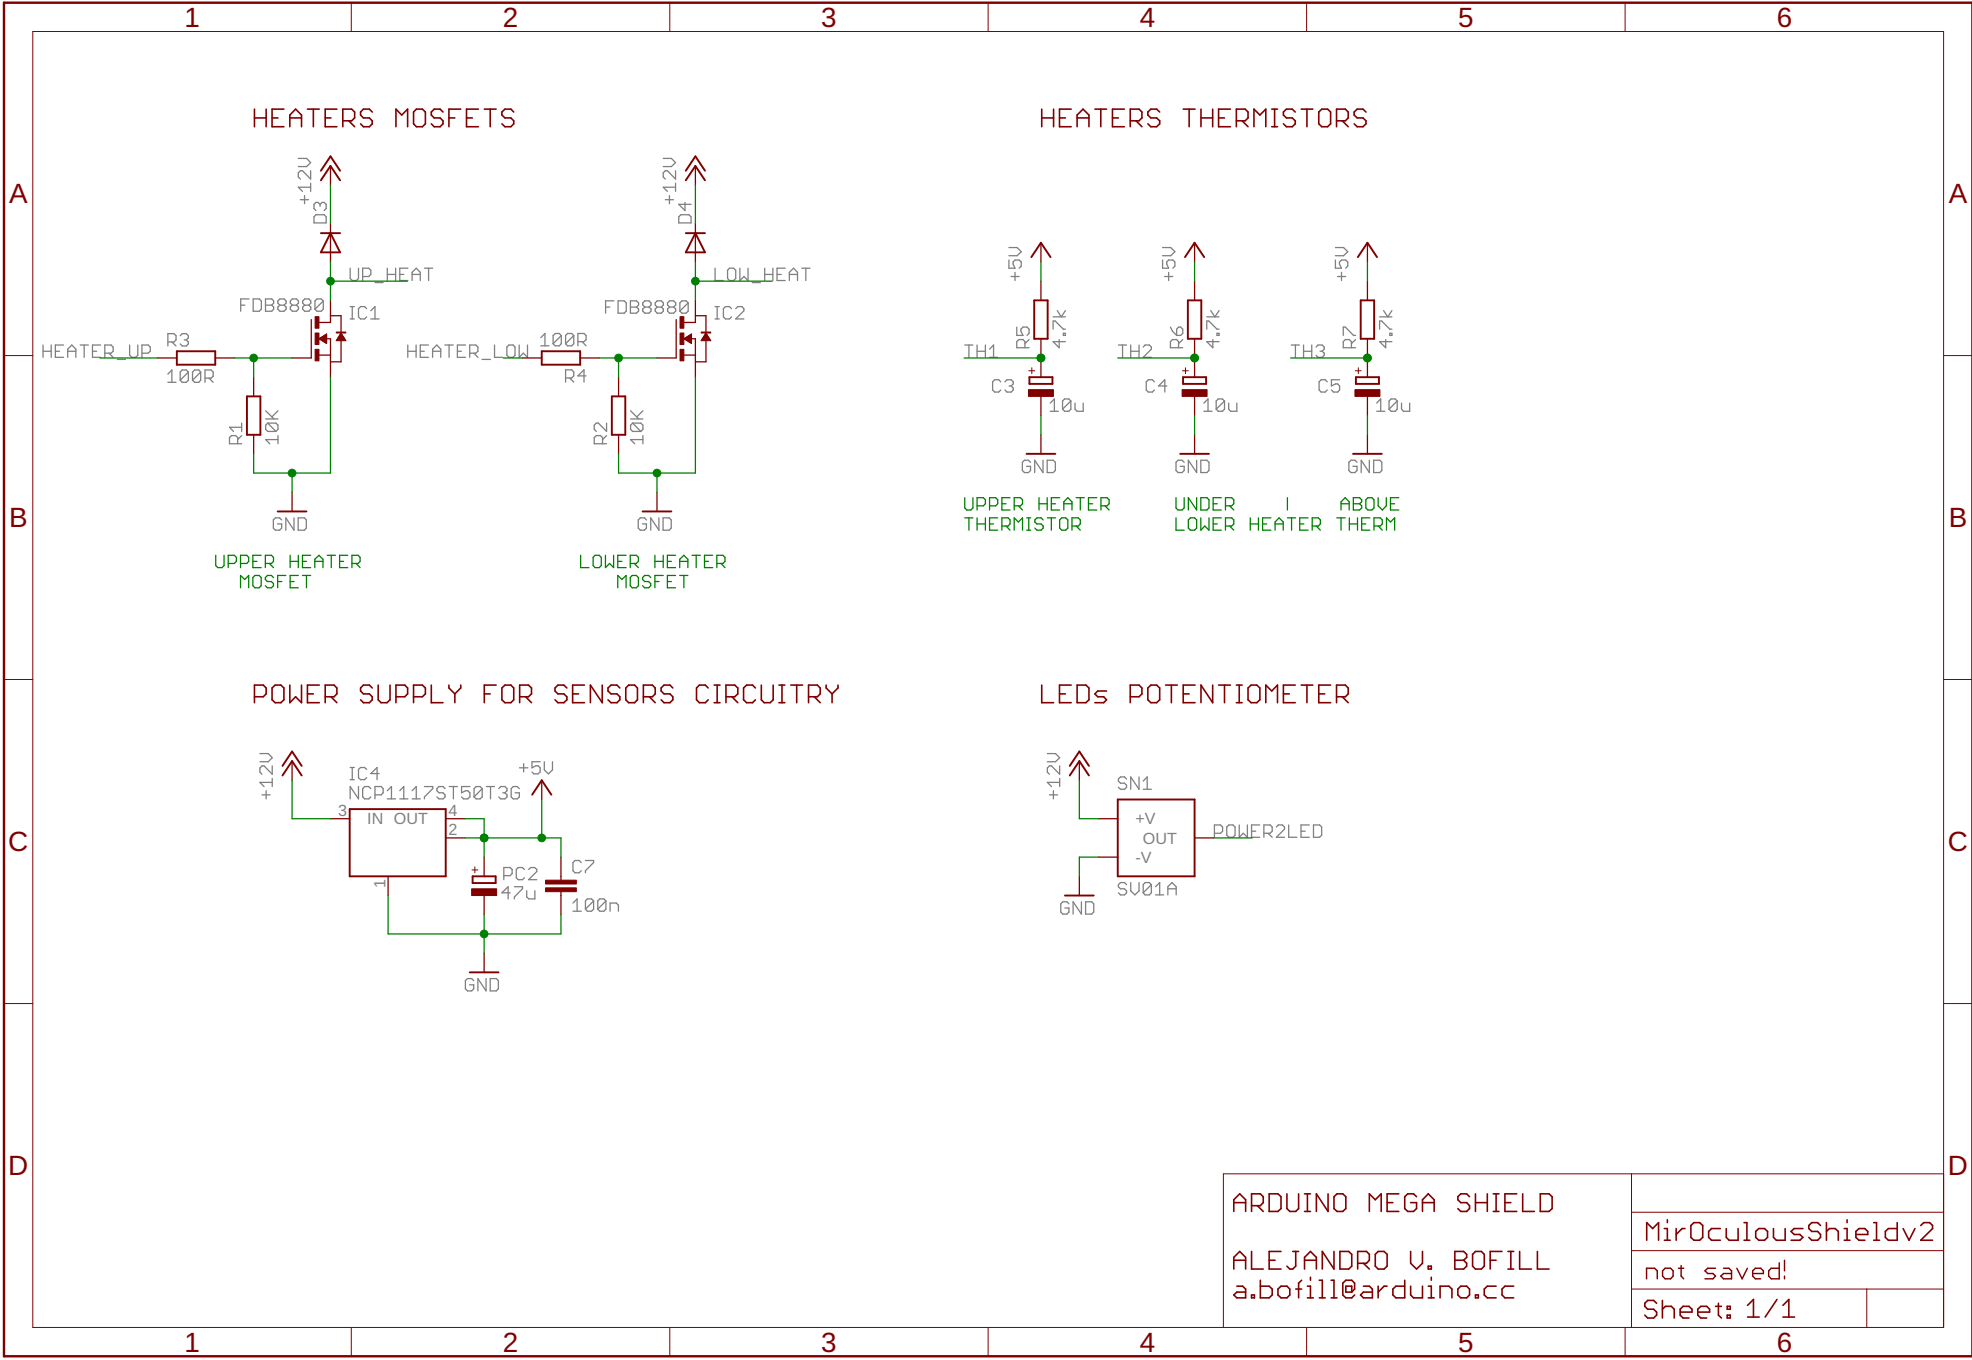 1 2 3 4 5 6
A A
B B
C C
D D
HEATERS MOSFETS
+12V
D3
UP_HEAT
FDB8880
IC1
HEATER_UP
R3
100R
R1
10K
GND
UPPER HEATER
MOSFET
+12V
D4
LOW_HEAT
FDB8880
IC2
HEATER_LOW
100R
R4
R2
10K
GND
LOWER HEATER
MOSFET
HEATERS THERMISTORS
+5V
R5
4.7k
TH1
+
C3
10u
GND
UPPER HEATER
THERMISTOR
+5V
R6
4.7k
TH2
+
C4
10u
GND
+5V
R7
4.7k
TH3
+
C5
10u
GND
UNDER | ABOVE
LOWER HEATER THERM
POWER SUPPLY FOR SENSORS CIRCUITRY
+12V
IC4
NCP1117ST50T3G
3 IN OUT 4
2
1
+5V
+
PC2
47u
C7
100n
GND
LEDs POTENTIOMETER
+12V
SN1
+V
OUT
-V
POWER2LED
SV01A
GND
ARDUINO MEGA SHIELD
ALEJANDRO V. BOFILL
a.bofill@arduino.cc
MirOculousShieldv2
not saved!
Sheet: 1/1
1 2 3 4 5 6